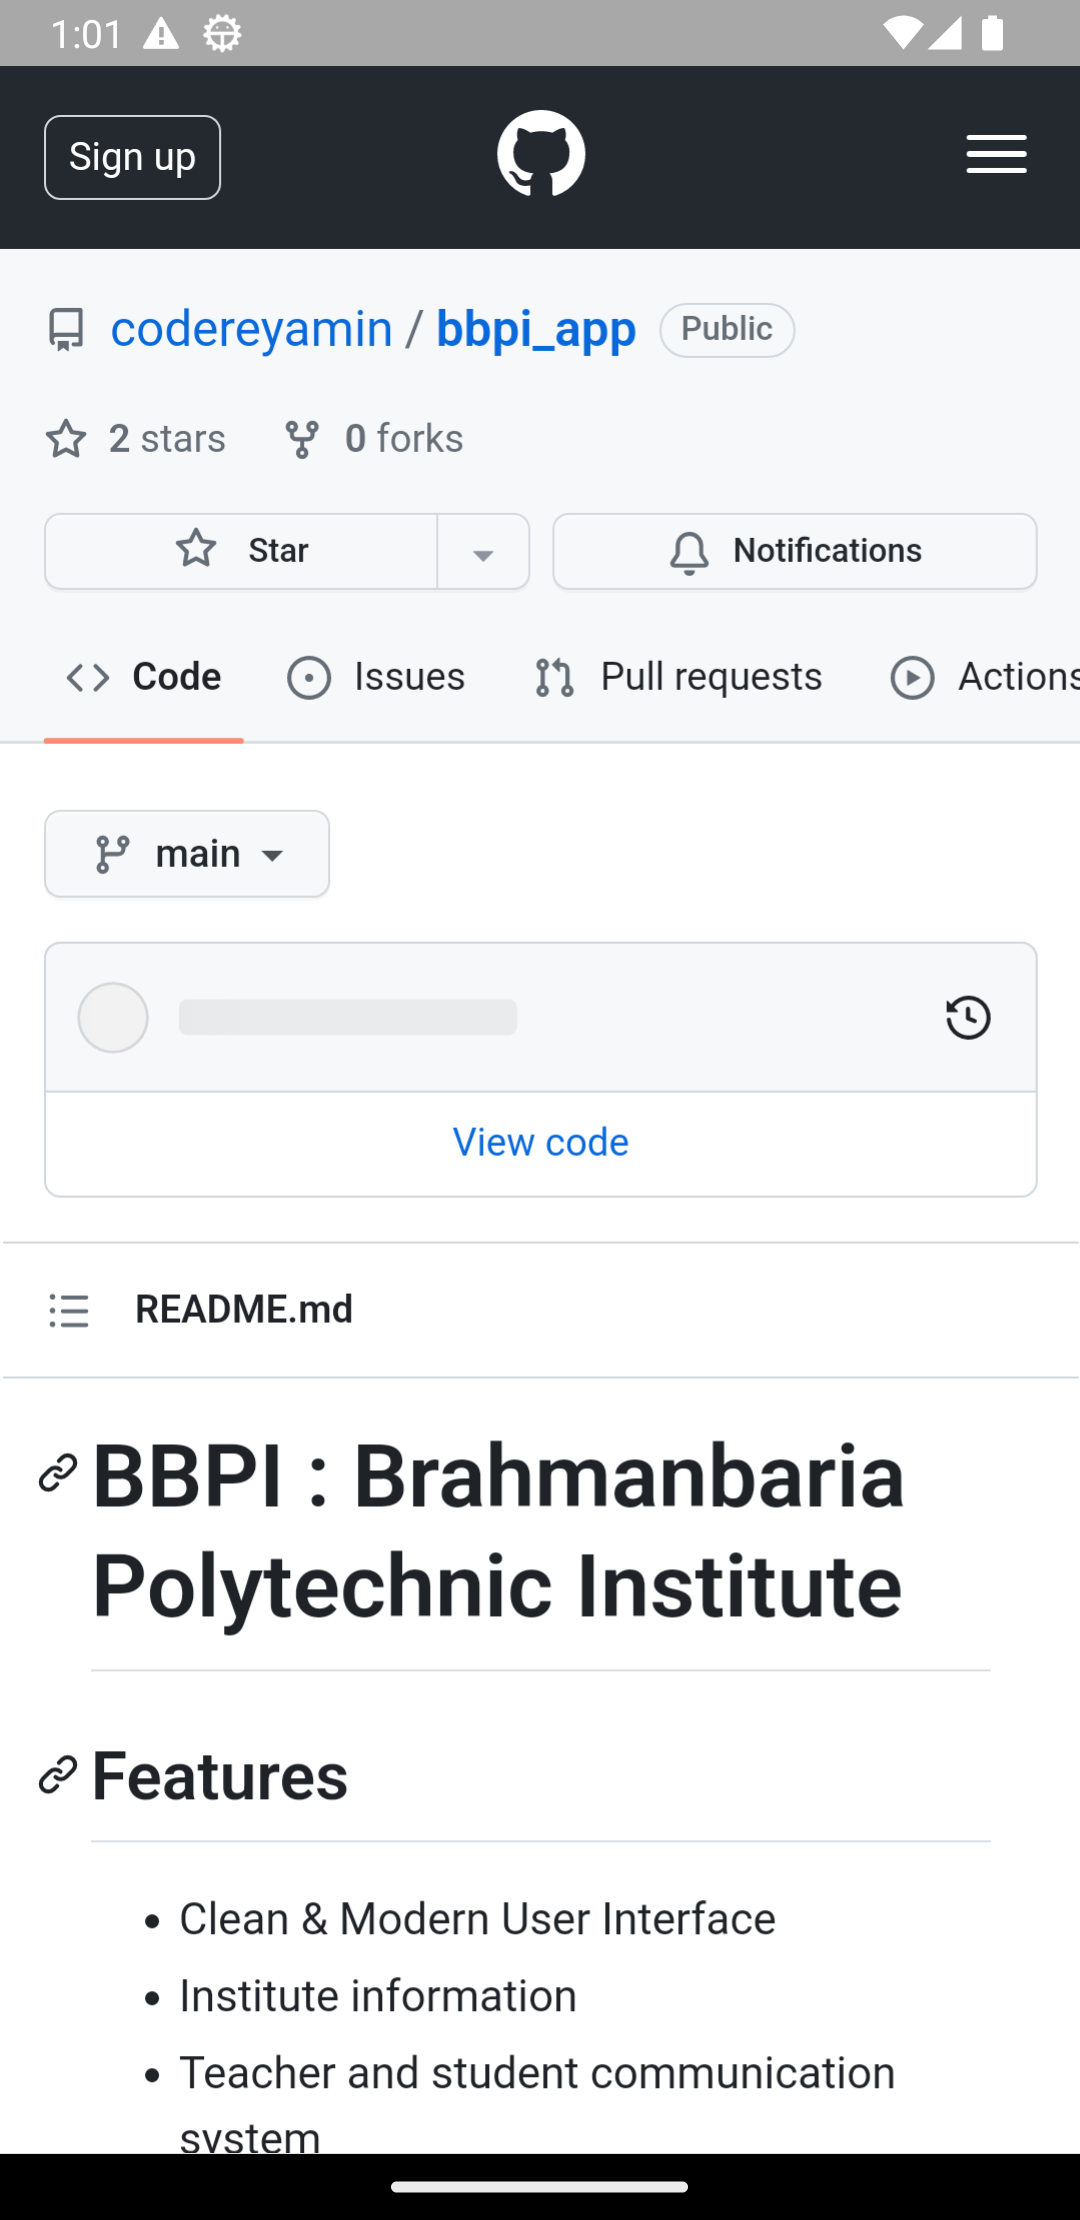 1:01
Sign up
codereyamin / bbpi_app Public
2 stars 0 forks
Star Notifications
Code Issues Pull requests Actions
main
View code
README.md
BBPI : Brahmanbaria
Polytechnic Institute
Features
• Clean & Modern User Interface
• Institute information
• Teacher and student communication
system